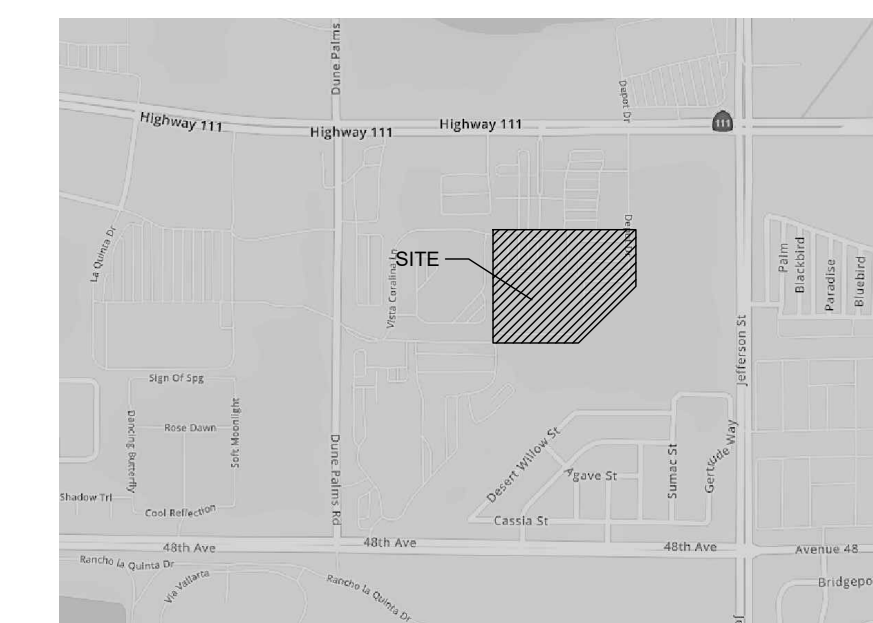 Dune Palms
Depot Dr
Highway 111
Highway 111
Highway 111
111
La Quinta Dr
SITE
Vista Coralina Ln
Palm
Blackbird
Paradise
Bluebird
Jefferson St
Sign Of Spg
Dancing Butterfly
Rose Dawn
Soft Moonlight
Dune Palms Rd
Desert Willow St
Agave St
Sumac St
Gertrude Way
Shadow Trl
Cool Reflection
Cassia St
48th Ave
48th Ave
48th Ave
Avenue 48
Rancho la Quinta Dr
Via Vallarta
Rancho la Quinta Dr
Bridgepo